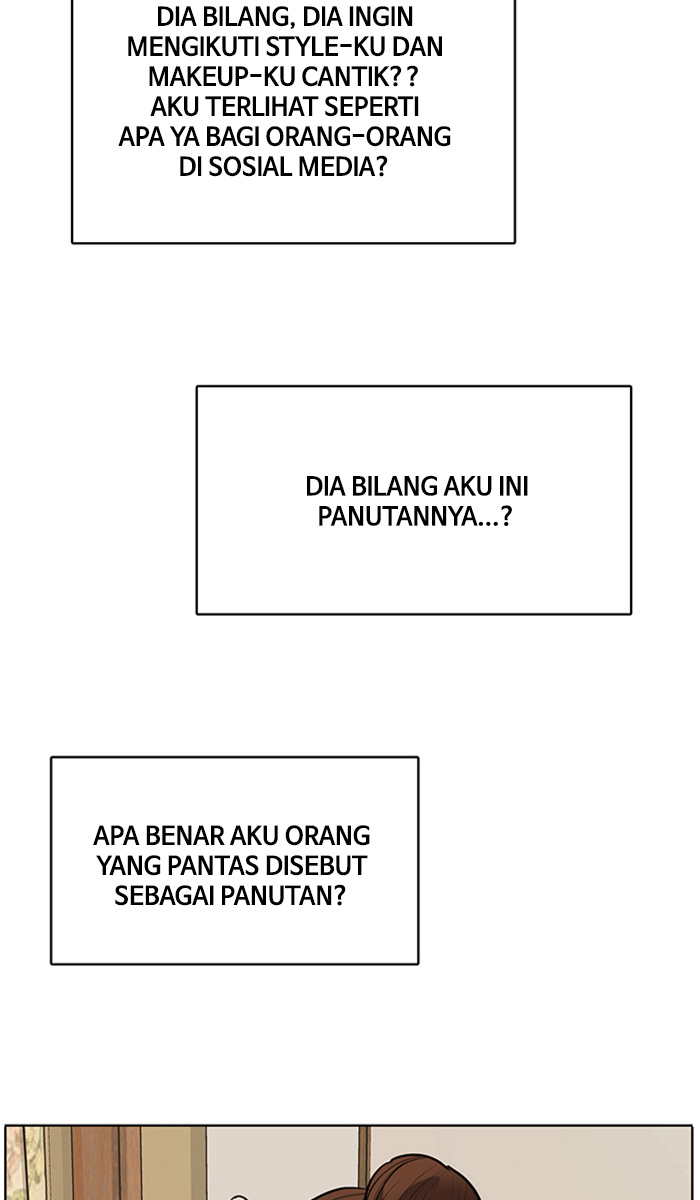 DIA BILANG, DIA INGIN
MENGIKUTI STYLE-KU DAN
MAKEUP-KU CANTIK??
AKU TERLIHAT SEPERTI
APA YA BAGI ORANG-ORANG
DI SOSIAL MEDIA?
DIA BILANG AKU INI
PANUTANNYA...?
APA BENAR AKU ORANG
YANG PANTAS DISEBUT
SEBAGAI PANUTAN?